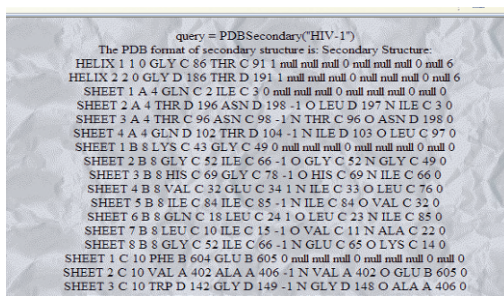 query = PDBSecondary("HIV-1")
The PDB format of secondary structure is: Secondary Structure:
HELIX 1 1 0 GLY C 86 THR C 91 1 null null null 0 null null null 0 null null 6
HELIX 2 2 0 GLY D 186 THR D 191 1 null null null 0 null null null 0 null null 6
SHEET 1 A 4 GLN C 2 ILE C 3 0 null null null 0 null null null 0
SHEET 2 A 4 THR D 196 ASN D 198 -1 O LEU D 197 N ILE C 3 0
SHEET 3 A 4 THR C 96 ASN C 98 -1 N THR C 96 O ASN D 198 0
SHEET 4 A 4 GLN D 102 THR D 104 -1 N ILE D 103 O LEU C 97 0
SHEET 1 B 8 LYS C 43 GLY C 49 0 null null null 0 null null null 0
SHEET 2 B 8 GLY C 52 ILE C 66 -1 O GLY C 52 N GLY C 49 0
SHEET 3 B 8 HIS C 69 GLY C 78 -1 O HIS C 69 N ILE C 66 0
SHEET 4 B 8 VAL C 32 GLU C 34 1 N ILE C 33 O LEU C 76 0
SHEET 5 B 8 ILE C 84 ILE C 85 -1 N ILE C 84 O VAL C 32 0
SHEET 6 B 8 GLN C 18 LEU C 24 1 O LEU C 23 N ILE C 85 0
SHEET 7 B 8 LEU C 10 ILE C 15 -1 O VAL C 11 N ALA C 22 0
SHEET 8 B 8 GLY C 52 ILE C 66 -1 N GLU C 65 O LYS C 14 0
SHEET 1 C 10 PHE B 604 GLU B 605 0 null null null 0 null null null 0
SHEET 2 C 10 VAL A 402 ALA A 406 -1 N VAL A 402 O GLU B 605 0
SHEET 3 C 10 TRP D 142 GLY D 149 -1 N GLY D 148 O ALA A 406 0